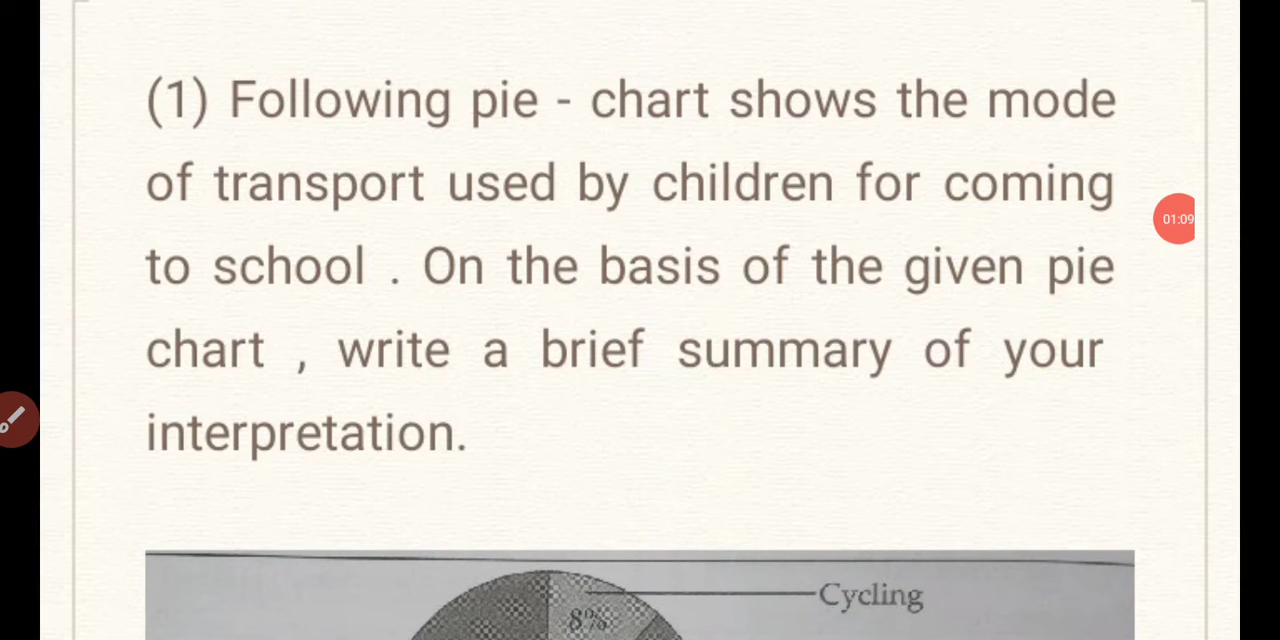 (1) Following pie - chart shows the mode
of transport used by children for coming
to school . On the basis of the given pie
chart , write a brief summary of your
interpretation.
01:09
Cycling
8%